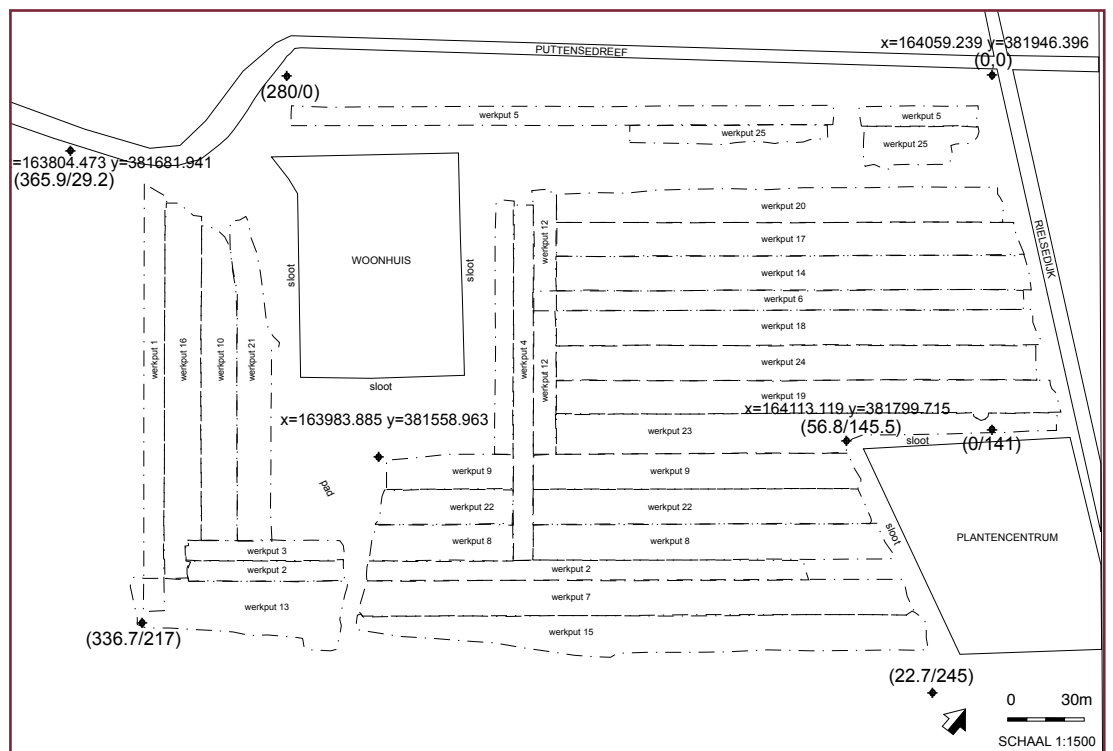 PUTTENSEDREEF
x=164059.239 y=381946.396
(0,0)
(280/0)
werkput 5
werkput 5
werkput 25
werkput 25
=163804.473 y=381681.941
(365.9/29.2)
werkput 20
werkput 12
RIELSEDIJK
werkput 17
WOONHUIS
sloot
sloot
werkput 14
werkput 6
werkput 18
werkput 1
werkput 16
werkput 10
werkput 21
werkput 4
werkput 12
werkput 24
sloot
werkput 19
x=164113.119 y=381799.715
x=163983.885 y=381558.963
(56.8/145.5)
werkput 23
sloot
(0/141)
werkput 9
werkput 9
pad
werkput 22
werkput 22
sloot
PLANTENCENTRUM
werkput 8
werkput 8
werkput 3
werkput 2
werkput 2
werkput 13
werkput 7
werkput 15
(336.7/217)
(22.7/245)
0 30m
SCHAAL 1:1500